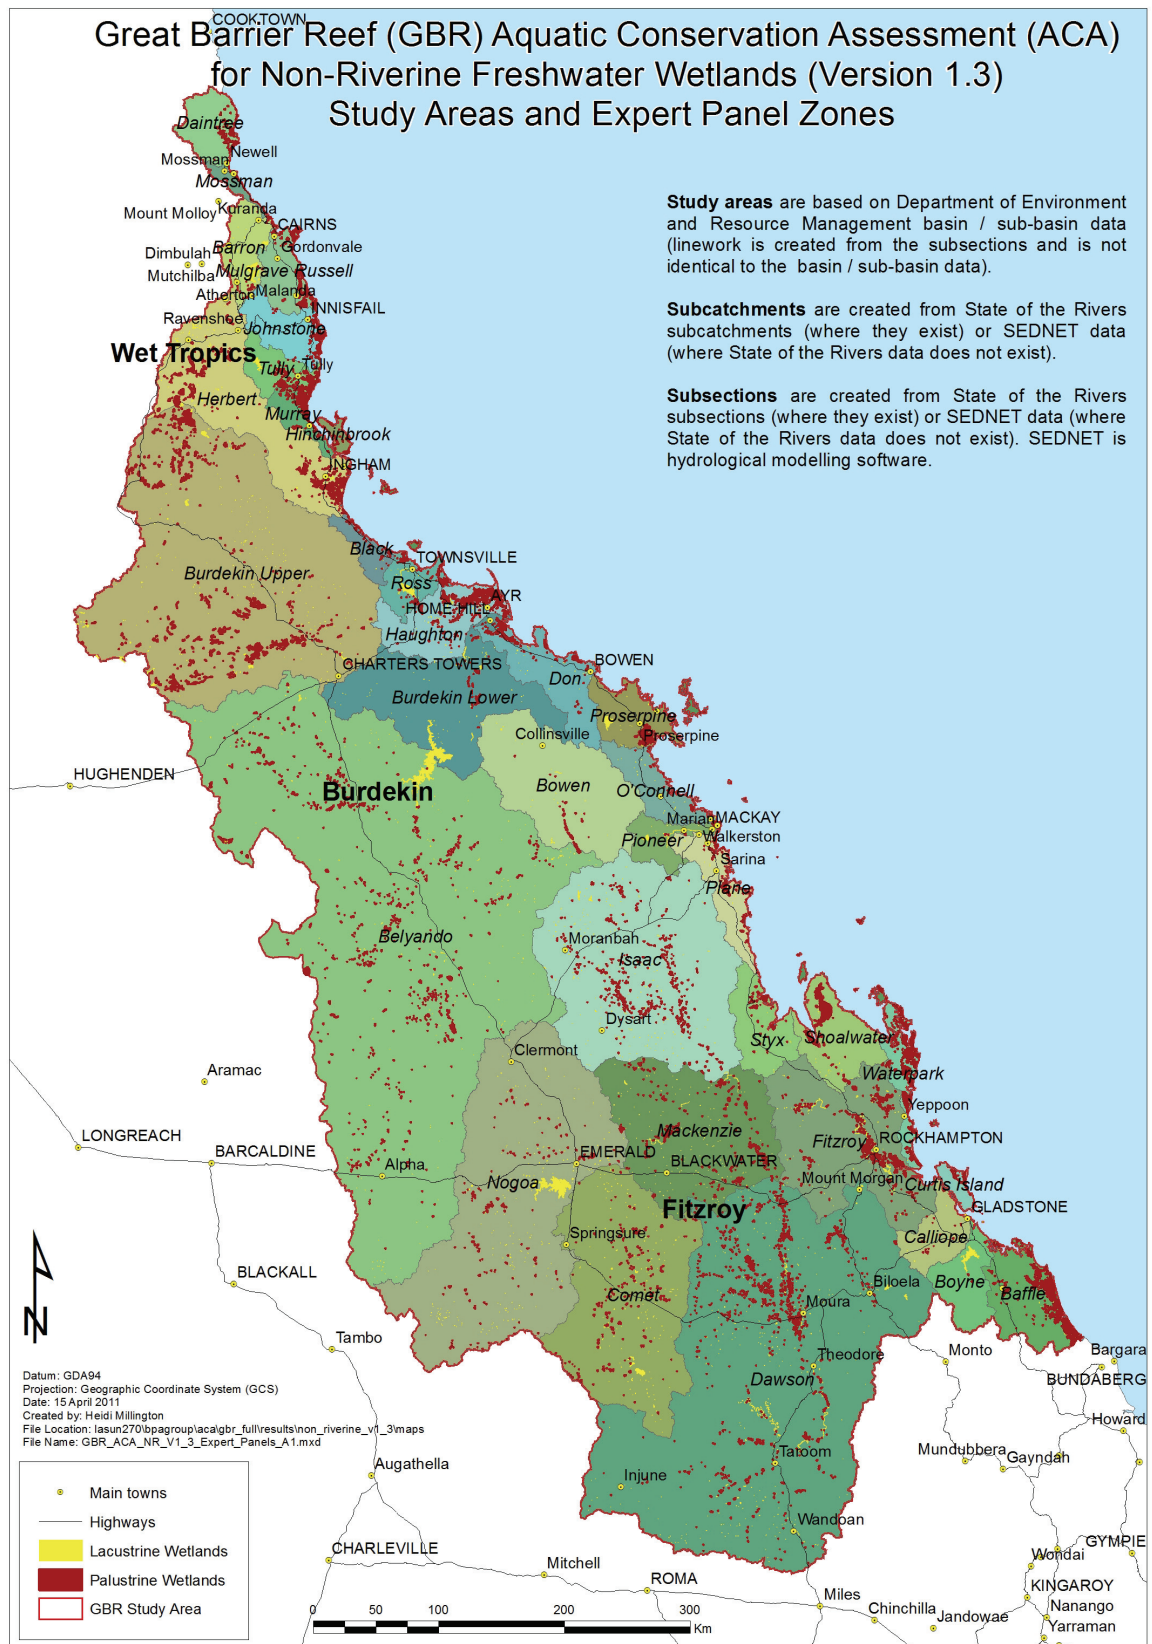 COOKTOWN
Great Barrier Reef (GBR) Aquatic Conservation Assessment (ACA)
for Non-Riverine Freshwater Wetlands (Version 1.3)
Study Areas and Expert Panel Zones
Study areas are based on Department of Environment
and Resource Management basin / sub-basin data
(linework is created from the subsections and is not
identical to the basin / sub-basin data).
Subcatchments are created from State of the Rivers
subcatchments (where they exist) or SEDNET data
(where State of the Rivers data does not exist).
Subsections are created from State of the Rivers
subsections (where they exist) or SEDNET data (where
State of the Rivers data does not exist). SEDNET is
hydrological modelling software.
Daintree
Newell
Mossman
Mossman
Mount Molloy
Kuranda
CAIRNS
Dimbulah
Barron
Gordonvale
Mutchilba
Mulgrave Russell
Atherton
Malanda
Ravenshoe
INNISFAIL
Johnstone
Wet Tropics
Tully
Tully
Herbert
Murray
Hinchinbrook
INGHAM
Black
TOWNSVILLE
Burdekin Upper
Ross
AYR
HOME HILL
Haughton
CHARTERS TOWERS
BOWEN
Don
Burdekin Lower
Proserpine
Proserpine
Collinsville
HUGHENDEN
Burdekin
Bowen
O'Connell
Marian
MACKAY
Pioneer
Walkerston
Sarina
Plane
Belyando
Moranbah
Isaac
Dysart
Styx
Shoalwater
Clermont
Aramac
Waterpark
Yeppoon
LONGREACH
BARCALDINE
Mackenzie
Fitzroy
ROCKHAMPTON
Alpha
EMERALD
BLACKWATER
Nogoa
Mount Morgan
Curtis Island
Fitzroy
GLADSTONE
Springsure
Calliope
BLACKALL
Comet
Biloela
Boyne
Baffle
Moura
Tambo
Theodore
Monto
Bargara
Dawson
BUNDABERG
N
Datum: GDA94
Projection: Geographic Coordinate System (GCS)
Date: 15 April 2011
Created by: Heidi Millington
File Location: lasun270\bpagroup\aca\gbr_full\results\non_riverine_v1_3\maps
File Name: GBR_ACA_NR_V1_3_Expert_Panels_A1.mxd
Howard
Taroom
Mundubbera
Gayndah
Augathella
Injune
Wandoan
Main towns
Highways
Lacustrine Wetlands
Palustrine Wetlands
GBR Study Area
CHARLEVILLE
Mitchell
ROMA
Miles
Chinchilla
Jandowae
GYMPIE
Wondai
KINGAROY
Nanango
Yarraman
0 50 100 200 300
Km